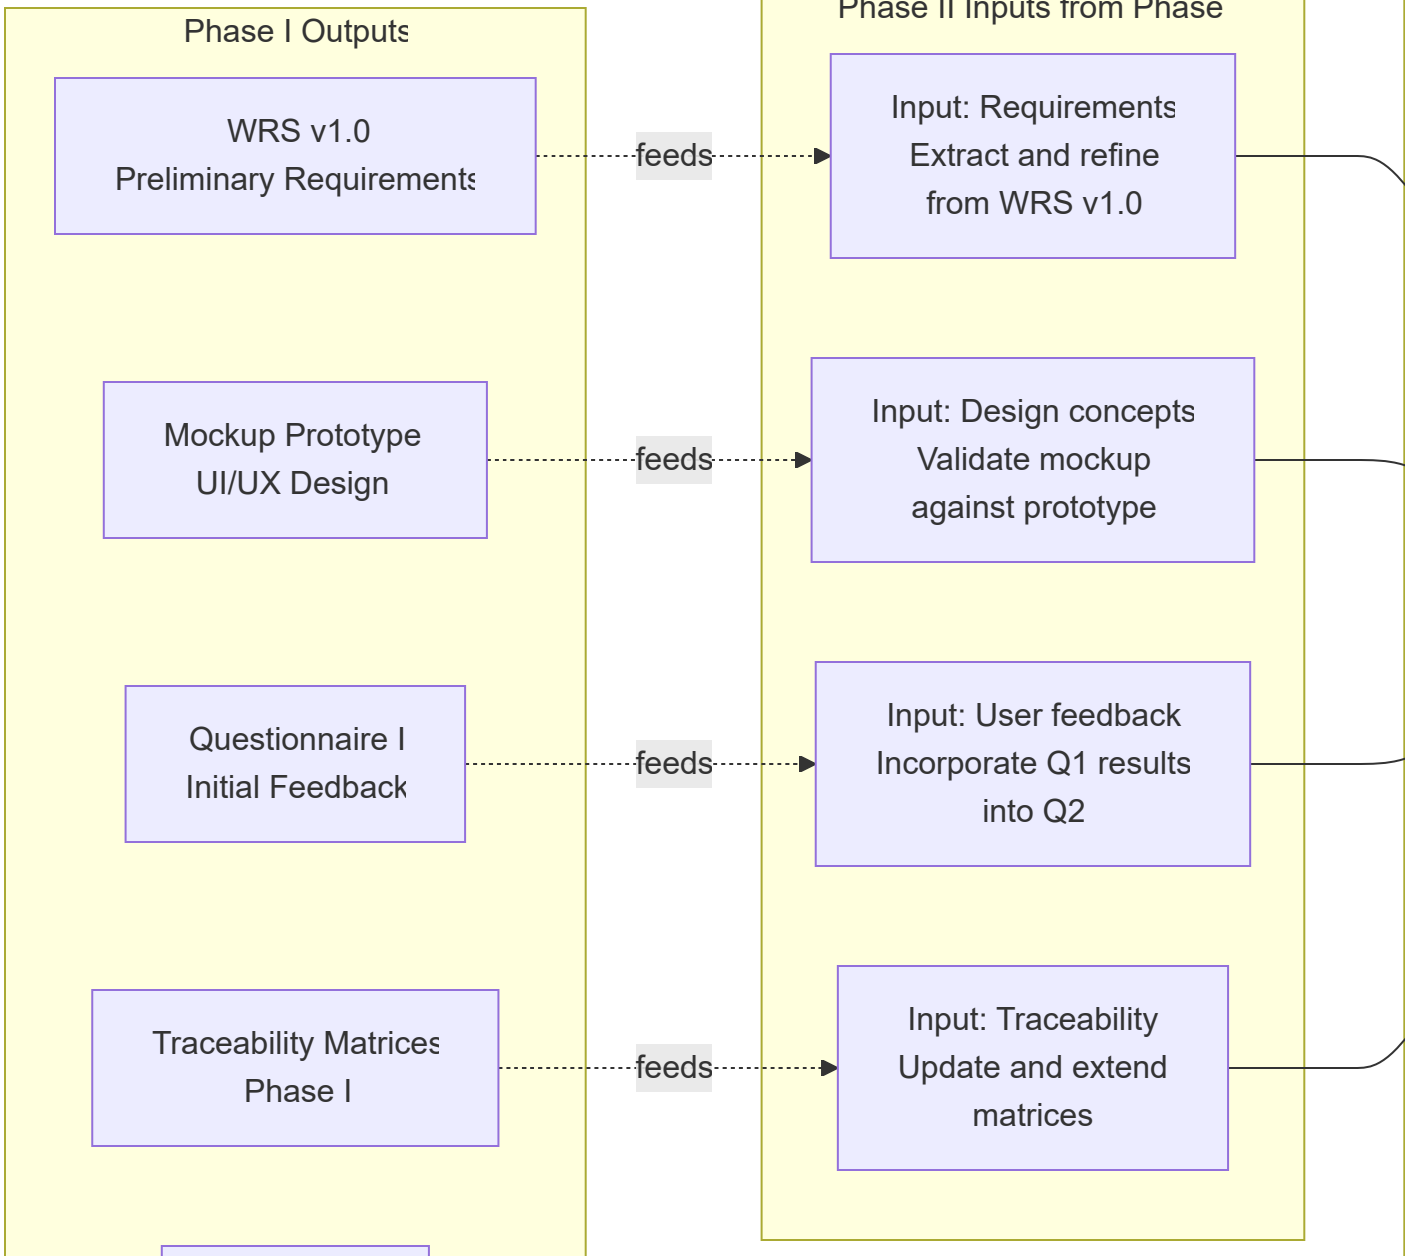 Phase I Outputs
WRS v1.0
Preliminary Requirements
Mockup Prototype
UI/UX Design
Questionnaire I
Initial Feedback
Traceability Matrices
Phase I
feeds
feeds
feeds
feeds
Phase II Inputs from Phase
Input: Requirements
Extract and refine
from WRS v1.0
Input: Design concepts
Validate mockup
against prototype
Input: User feedback
Incorporate Q1 results
into Q2
Input: Traceability
Update and extend
matrices